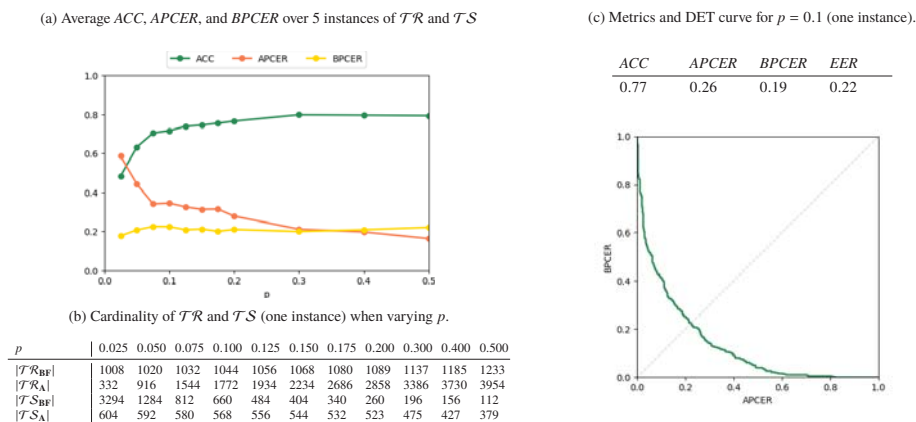 (a) Average ACC, APCER, and BPCER over 5 instances of 𝒯ℛ and 𝒯𝒮
ACC APCER BPCER
1.0
0.8
0.6
0.4
0.2
0.0
0.0 0.1 0.2 0.3 0.4 0.5
p
(b) Cardinality of 𝒯ℛ and 𝒯𝒮 (one instance) when varying p.
p 0.025 0.050 0.075 0.100 0.125 0.150 0.175 0.200 0.300 0.400 0.500
|𝒯ℛ_BF| 1008 1020 1032 1044 1056 1068 1080 1089 1137 1185 1233
|𝒯ℛ_A| 332 916 1544 1772 1934 2234 2686 2858 3386 3730 3954
|𝒯𝒮_BF| 3294 1284 812 660 484 404 340 260 196 156 112
|𝒯𝒮_A| 604 592 580 568 556 544 532 523 475 427 379
(c) Metrics and DET curve for p = 0.1 (one instance).
ACC APCER BPCER EER
0.77 0.26 0.19 0.22
BPCER
1.0
0.8
0.6
0.4
0.2
0.0
0.0 0.2 0.4 0.6 0.8 1.0
APCER